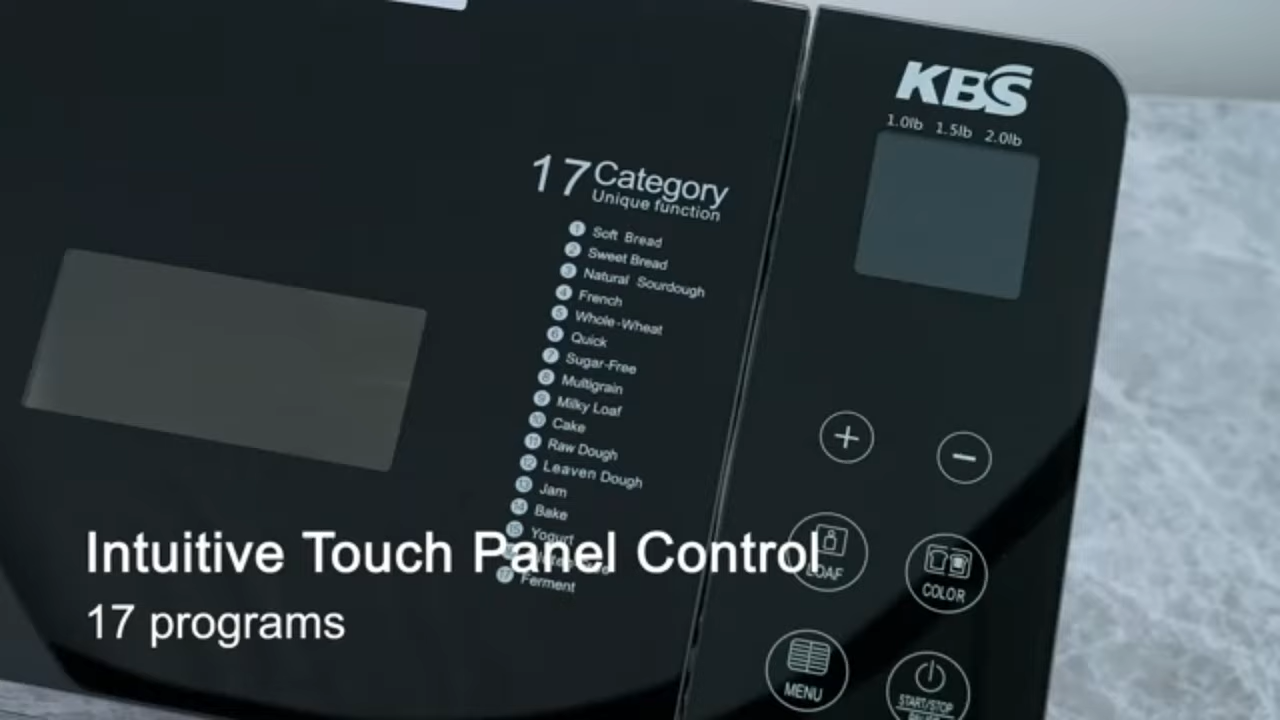 KBS
1.0lb 1.5lb 2.0lb
17 Category
Unique function
1 Soft Bread
2 Sweet Bread
3 Natural Sourdough
4 French
5 Whole-Wheat
6 Quick
7 Sugar-Free
8 Multigrain
9 Milky Loaf
10 Cake
11 Raw Dough
12 Leaven Dough
13 Jam
14 Bake
15 Yogurt
17 Ferment
+
−
LOAF
COLOR
MENU
START/STOP
Intuitive Touch Panel Control
17 programs